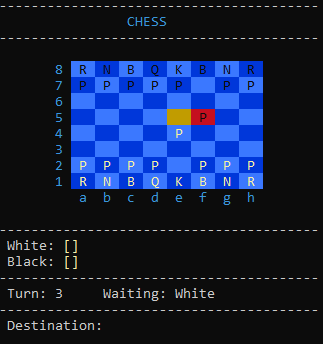 CHESS
8 R N B Q K B N R
7 P P P P P P P
6
5 P
4 P
3
2 P P P P P P P
1 R N B Q K B N R
a b c d e f g h
White: []
Black: []
Turn: 3 Waiting: White
Destination: